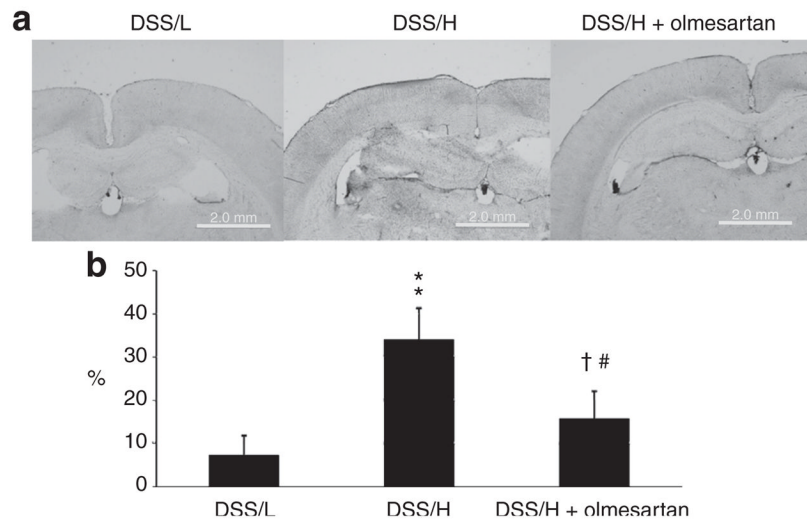 a
DSS/L DSS/H DSS/H + olmesartan
2.0 mm 2.0 mm 2.0 mm
b
50
*
*
40
30
† #
%
20
10
0
DSS/L DSS/H DSS/H + olmesartan